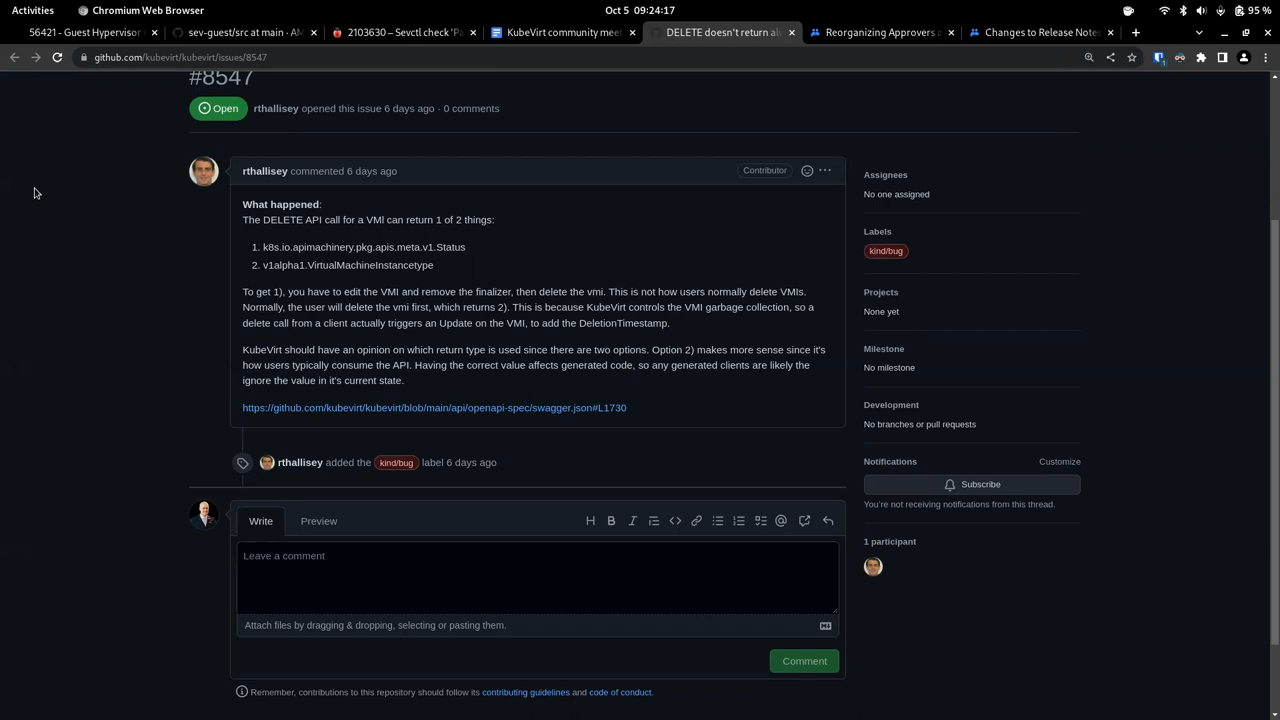 Activities
Chromium Web Browser
Oct 5 09:24:17
95 %
56421 - Guest Hypervisor
sev-guest/src at main · AM
2103630 – Sevctl check 'Pa
KubeVirt community mee
DELETE doesn't return al
Reorganizing Approvers a
Changes to Release Notes
github.com/kubevirt/kubevirt/issues/8547
#8547
Open
rthallisey opened this issue 6 days ago · 0 comments
rthallisey commented 6 days ago
Contributor
What happened:
The DELETE API call for a VMI can return 1 of 2 things:
1. k8s.io.apimachinery.pkg.apis.meta.v1.Status
2. v1alpha1.VirtualMachineInstancetype
To get 1), you have to edit the VMI and remove the finalizer, then delete the vmi. This is not how users normally delete VMIs.
Normally, the user will delete the vmi first, which returns 2). This is because KubeVirt controls the VMI garbage collection, so a
delete call from a client actually triggers an Update on the VMI, to add the DeletionTimestamp.
KubeVirt should have an opinion on which return type is used since there are two options. Option 2) makes more sense since it's
how users typically consume the API. Having the correct value affects generated code, so any generated clients are likely the
ignore the value in it's current state.
https://github.com/kubevirt/kubevirt/blob/main/api/openapi-spec/swagger.json#L1730
rthallisey added the kind/bug label 6 days ago
Write
Preview
Leave a comment
Attach files by dragging & dropping, selecting or pasting them.
Comment
Remember, contributions to this repository should follow its contributing guidelines and code of conduct.
Assignees
No one assigned
Labels
kind/bug
Projects
None yet
Milestone
No milestone
Development
No branches or pull requests
Notifications
Customize
Subscribe
You're not receiving notifications from this thread.
1 participant